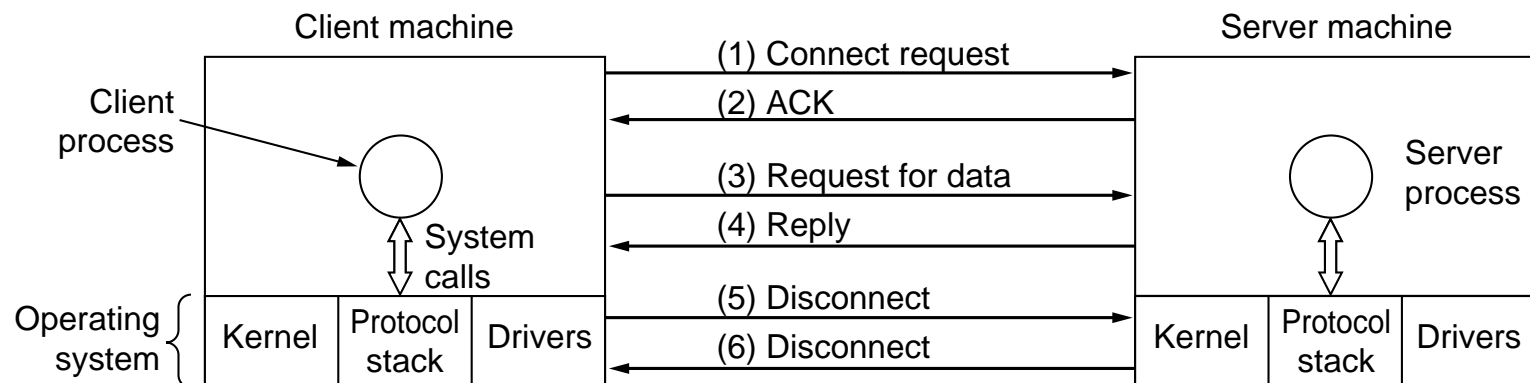 Client machine
Server machine
(1) Connect request
(2) ACK
Client
process
(3) Request for data
Server
process
(4) Reply
System
calls
(5) Disconnect
Operating
system
Kernel
Protocol
stack
Drivers
(6) Disconnect
Kernel
Protocol
stack
Drivers